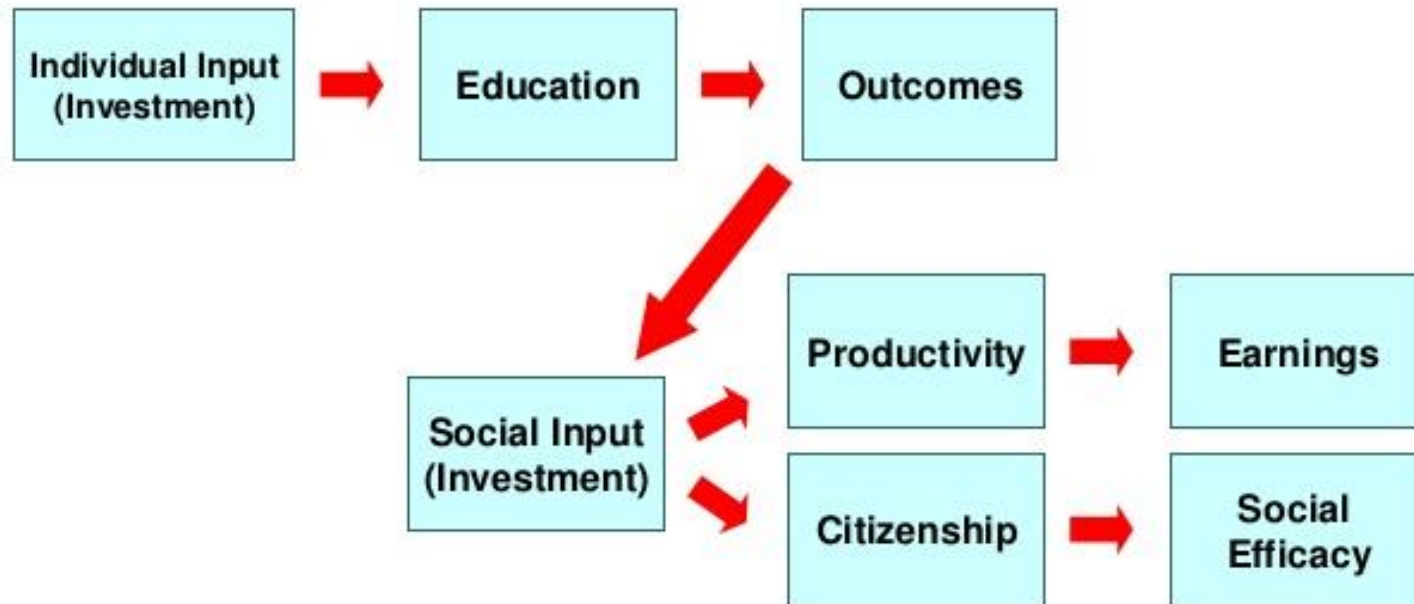 Individual Input
(Investment)
Education
Outcomes
Social Input
(Investment)
Productivity
Earnings
Citizenship
Social
Efficacy